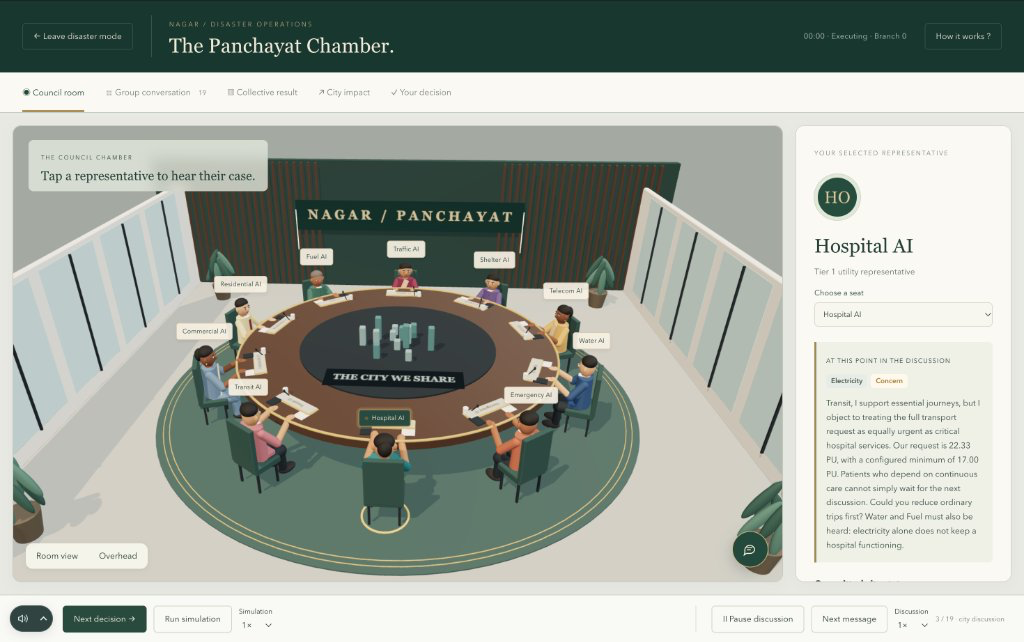 ← Leave disaster mode
NAGAR / DISASTER OPERATIONS
The Panchayat Chamber.
00:00 · Executing · Branch 0
How it works ?
Council room
Group conversation 19
Collective result
↗ City impact
✓ Your decision
THE COUNCIL CHAMBER
Tap a representative to hear their case.
NAGAR / PANCHAYAT
Traffic AI
Fuel AI
Shelter AI
Residential AI
Telecom AI
Commercial AI
Water AI
THE CITY WE SHARE
Transit AI
Emergency AI
Hospital AI
Room view
Overhead
YOUR SELECTED REPRESENTATIVE
HO
Hospital AI
Tier 1 utility representative
Choose a seat
Hospital AI
AT THIS POINT IN THE DISCUSSION
Electricity
Concern
Transit, I support essential journeys, but I
object to treating the full transport
request as equally urgent as critical
hospital services. Our request is 22.33
PU, with a configured minimum of 17.00
PU. Patients who depend on continuous
care cannot simply wait for the next
discussion. Could you reduce ordinary
trips first? Water and Fuel must also be
heard: electricity alone does not keep a
hospital functioning.
Next decision →
Run simulation
Simulation
1×
II Pause discussion
Next message
Discussion
1×
3 / 19 city discussion